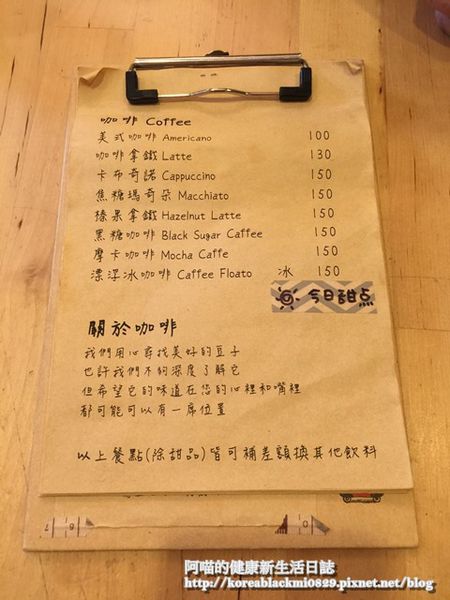 咖啡 Coffee
美式咖啡 Americano 100
咖啡拿鐵 Latte 130
卡布奇諾 Cappuccino 150
焦糖瑪奇朵 Macchiato 150
榛果拿鐵 Hazelnut Latte 150
黑糖咖啡 Black Sugar Caffee 150
摩卡咖啡 Mocha Caffe 150
漂浮冰咖啡 Caffee Floato 冰 150
今日甜点
關於咖啡
我們用心尋找美好的豆子
也許我們不約深度了解它
但希望它的味道在您的心裡和嘴裡
都可能可以有一席位置
以上餐點(除甜品)皆可補差額換其他飲料
阿喵的健康新生活日誌
http://koreablackmi0829.pixnet.net/blog